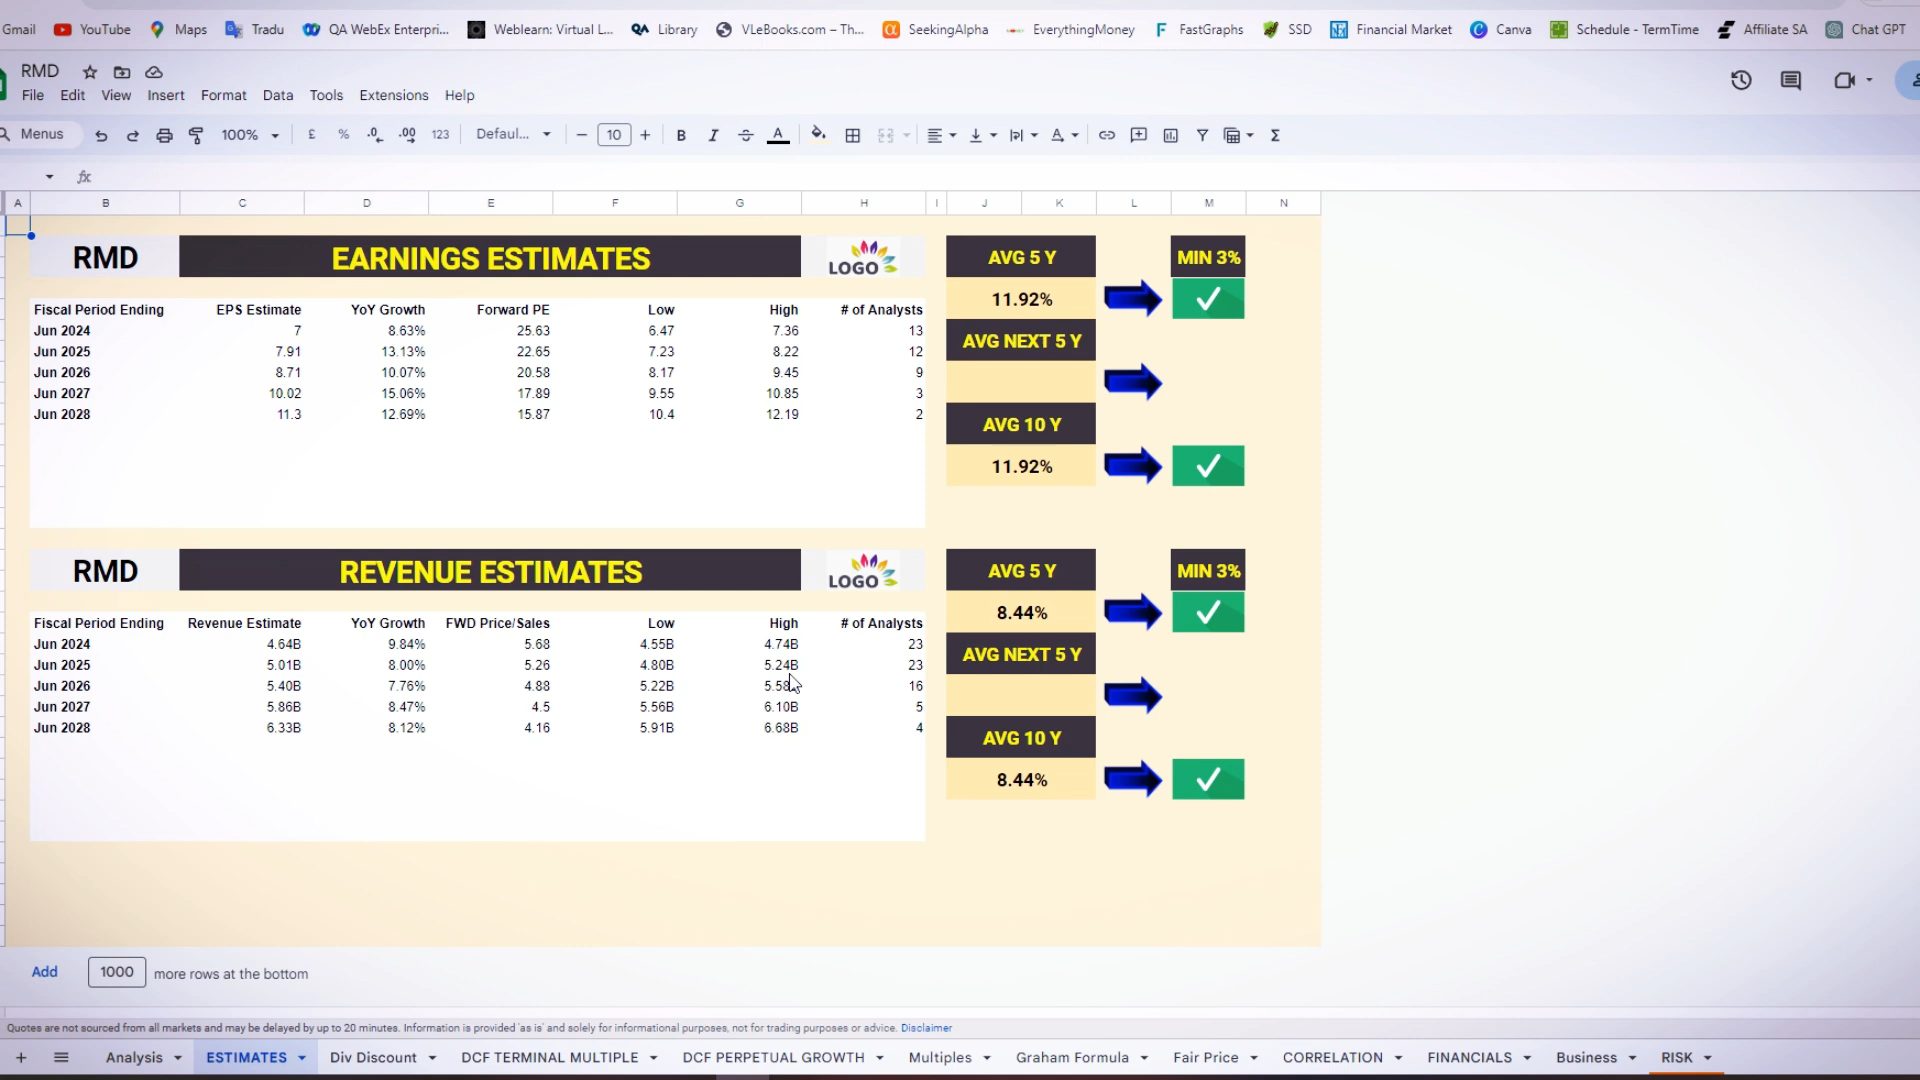 Gmail YouTube Maps Tradu QA WebEx Enterpri... Weblearn: Virtual L... QA Library VLeBooks.com – Th... SeekingAlpha EverythingMoney FastGraphs SSD Financial Market Canva Schedule - TermTime Affiliate SA Chat GPT
RMD
File Edit View Insert Format Data Tools Extensions Help
Menus 100% £ % .0 .00 123 Defaul... − 10 + B I A
fx
A B C D E F G H I J K L M N
RMD EARNINGS ESTIMATES LOGO AVG 5 Y MIN 3%
11.92%
Fiscal Period Ending EPS Estimate YoY Growth Forward PE Low High # of Analysts
Jun 2024 7 8.63% 25.63 6.47 7.36 13
AVG NEXT 5 Y
Jun 2025 7.91 13.13% 22.65 7.23 8.22 12
Jun 2026 8.71 10.07% 20.58 8.17 9.45 9
Jun 2027 10.02 15.06% 17.89 9.55 10.85 3
Jun 2028 11.3 12.69% 15.87 10.4 12.19 2
AVG 10 Y
11.92%
RMD REVENUE ESTIMATES LOGO AVG 5 Y MIN 3%
8.44%
Fiscal Period Ending Revenue Estimate YoY Growth FWD Price/Sales Low High # of Analysts
Jun 2024 4.64B 9.84% 5.68 4.55B 4.74B 23
AVG NEXT 5 Y
Jun 2025 5.01B 8.00% 5.26 4.80B 5.24B 23
Jun 2026 5.40B 7.76% 4.88 5.22B 5.58 16
Jun 2027 5.86B 8.47% 4.5 5.56B 6.10B 5
Jun 2028 6.33B 8.12% 4.16 5.91B 6.68B 4
AVG 10 Y
8.44%
Add 1000 more rows at the bottom
Quotes are not sourced from all markets and may be delayed by up to 20 minutes. Information is provided 'as is' and solely for informational purposes, not for trading purposes or advice. Disclaimer
+ Analysis ESTIMATES Div Discount DCF TERMINAL MULTIPLE DCF PERPETUAL GROWTH Multiples Graham Formula Fair Price CORRELATION FINANCIALS Business RISK